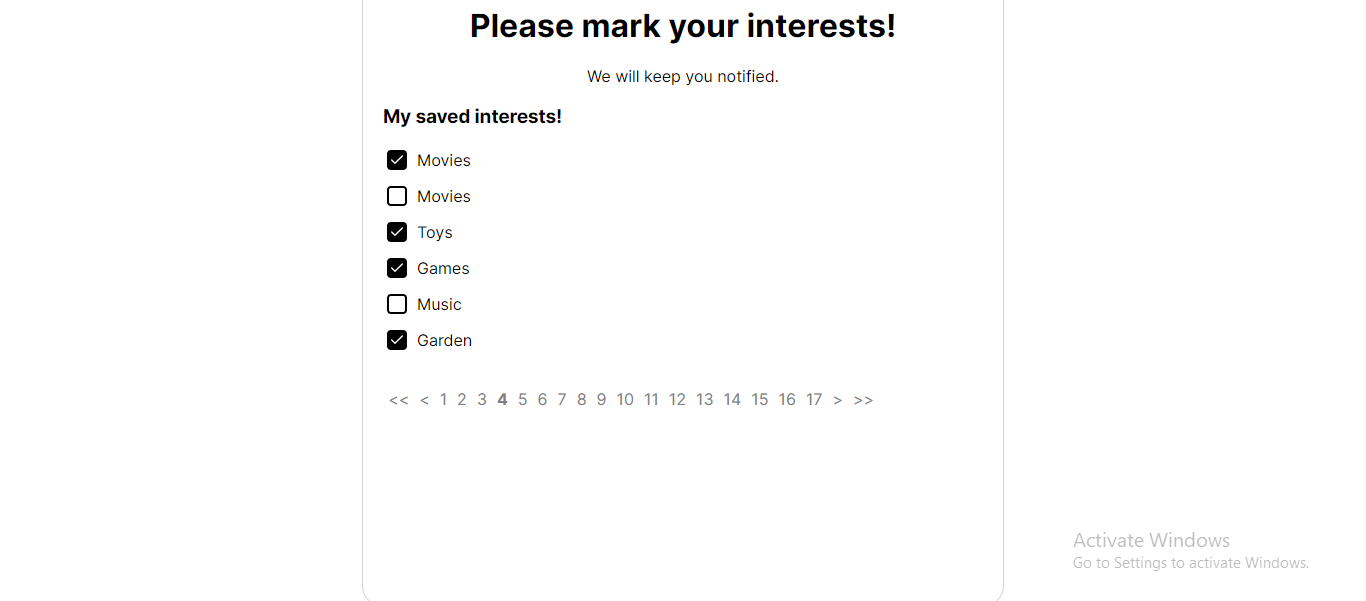 Please mark your interests!
We will keep you notified.
My saved interests!
Movies
Movies
Toys
Games
Music
Garden
<< < 1 2 3 4 5 6 7 8 9 10 11 12 13 14 15 16 17 > >>
Activate Windows
Go to Settings to activate Windows.